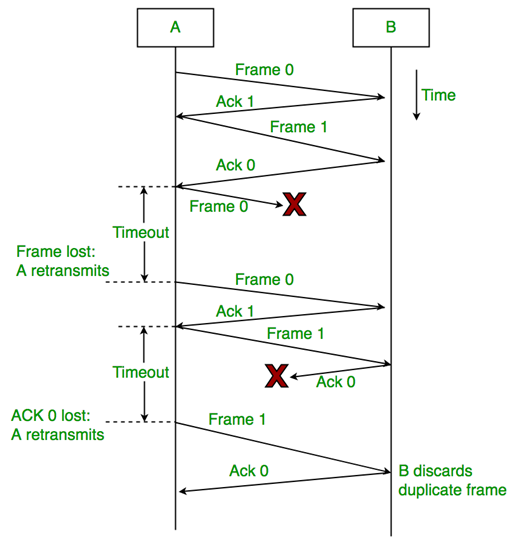 A
B
Frame 0
Time
Ack 1
Frame 1
Ack 0
Frame 0
Timeout
Frame lost:
A retransmits
Frame 0
Ack 1
Frame 1
Timeout
Ack 0
ACK 0 lost:
A retransmits
Frame 1
Ack 0
B discards
duplicate frame